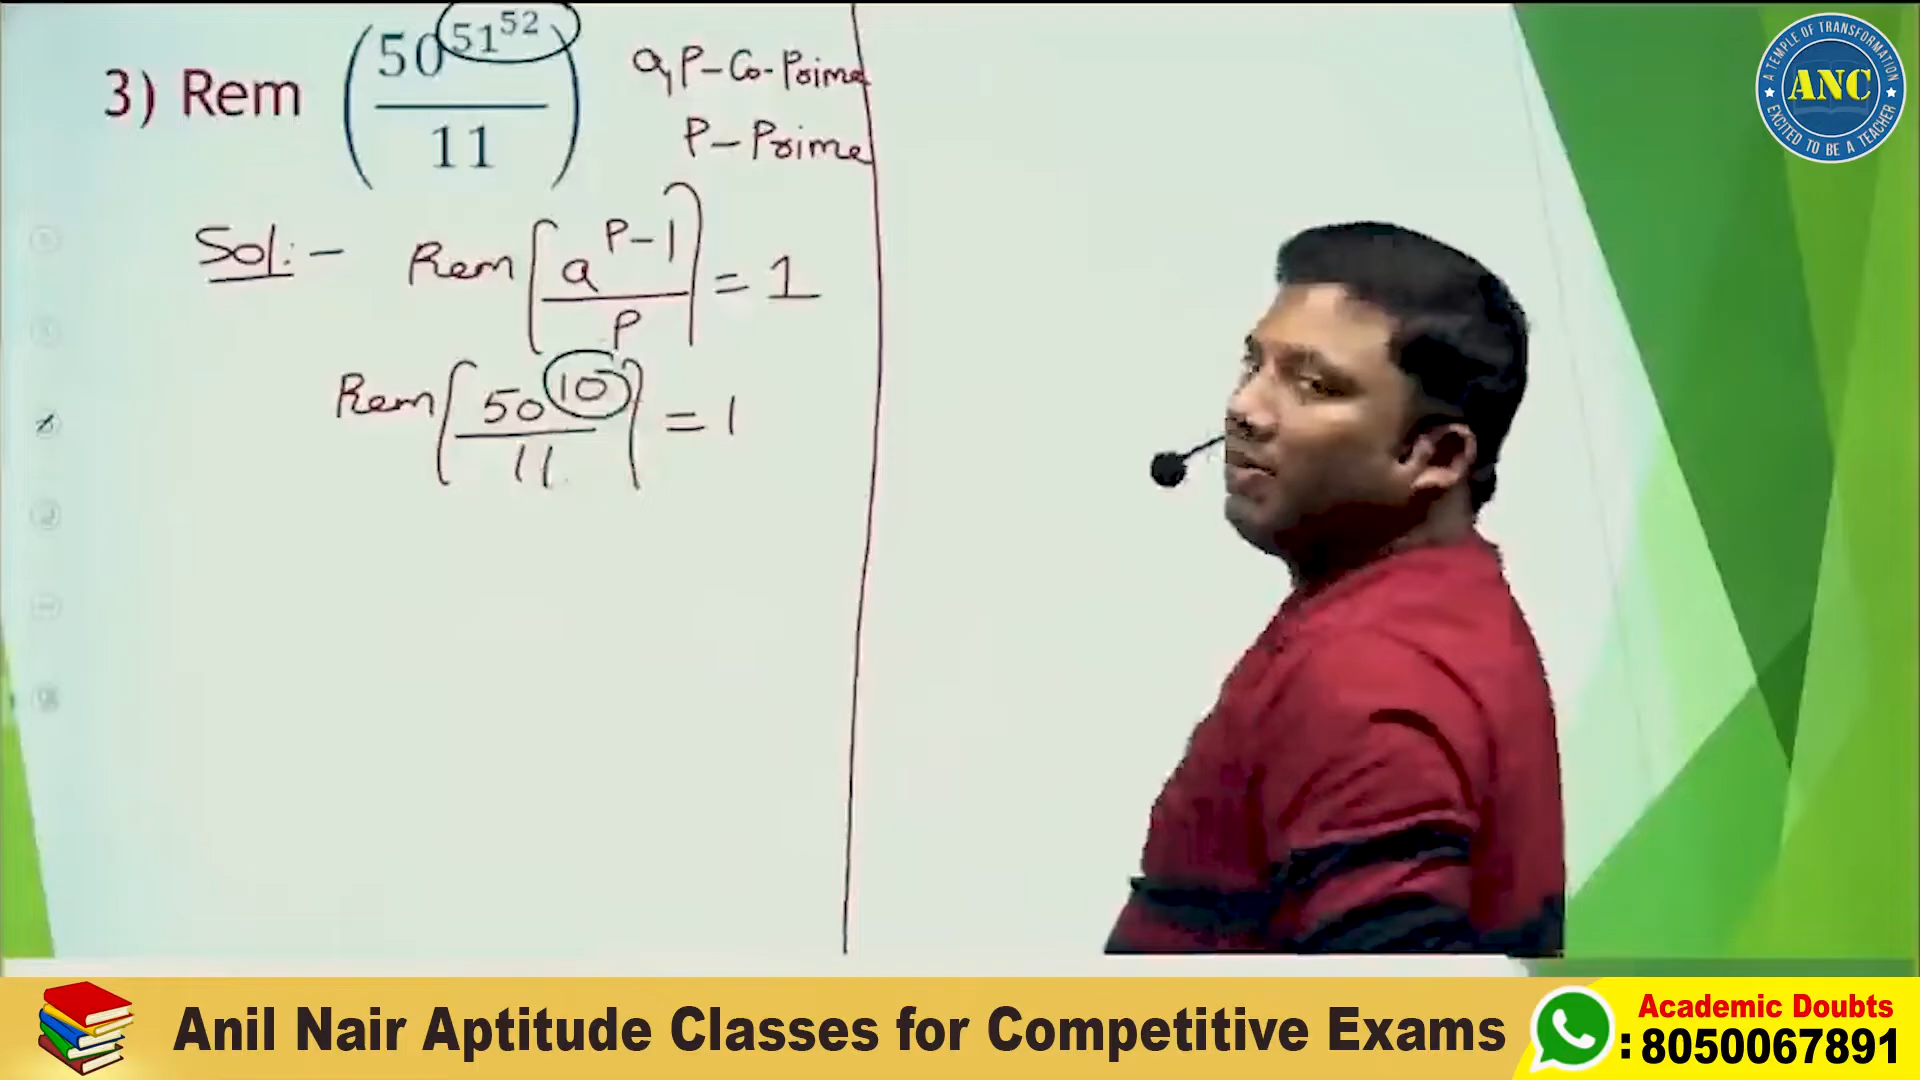 3) Rem (50^51^52 / 11)
a, P - Co-Prime
P - Prime
Sol:- Rem [a^P-1 / P] = 1
Rem [50^10 / 11] = 1
A TEMPLE OF TRANSFORMATION
ANC
EXCITED TO BE A TEACHER
Anil Nair Aptitude Classes for Competitive Exams
Academic Doubts
: 8050067891